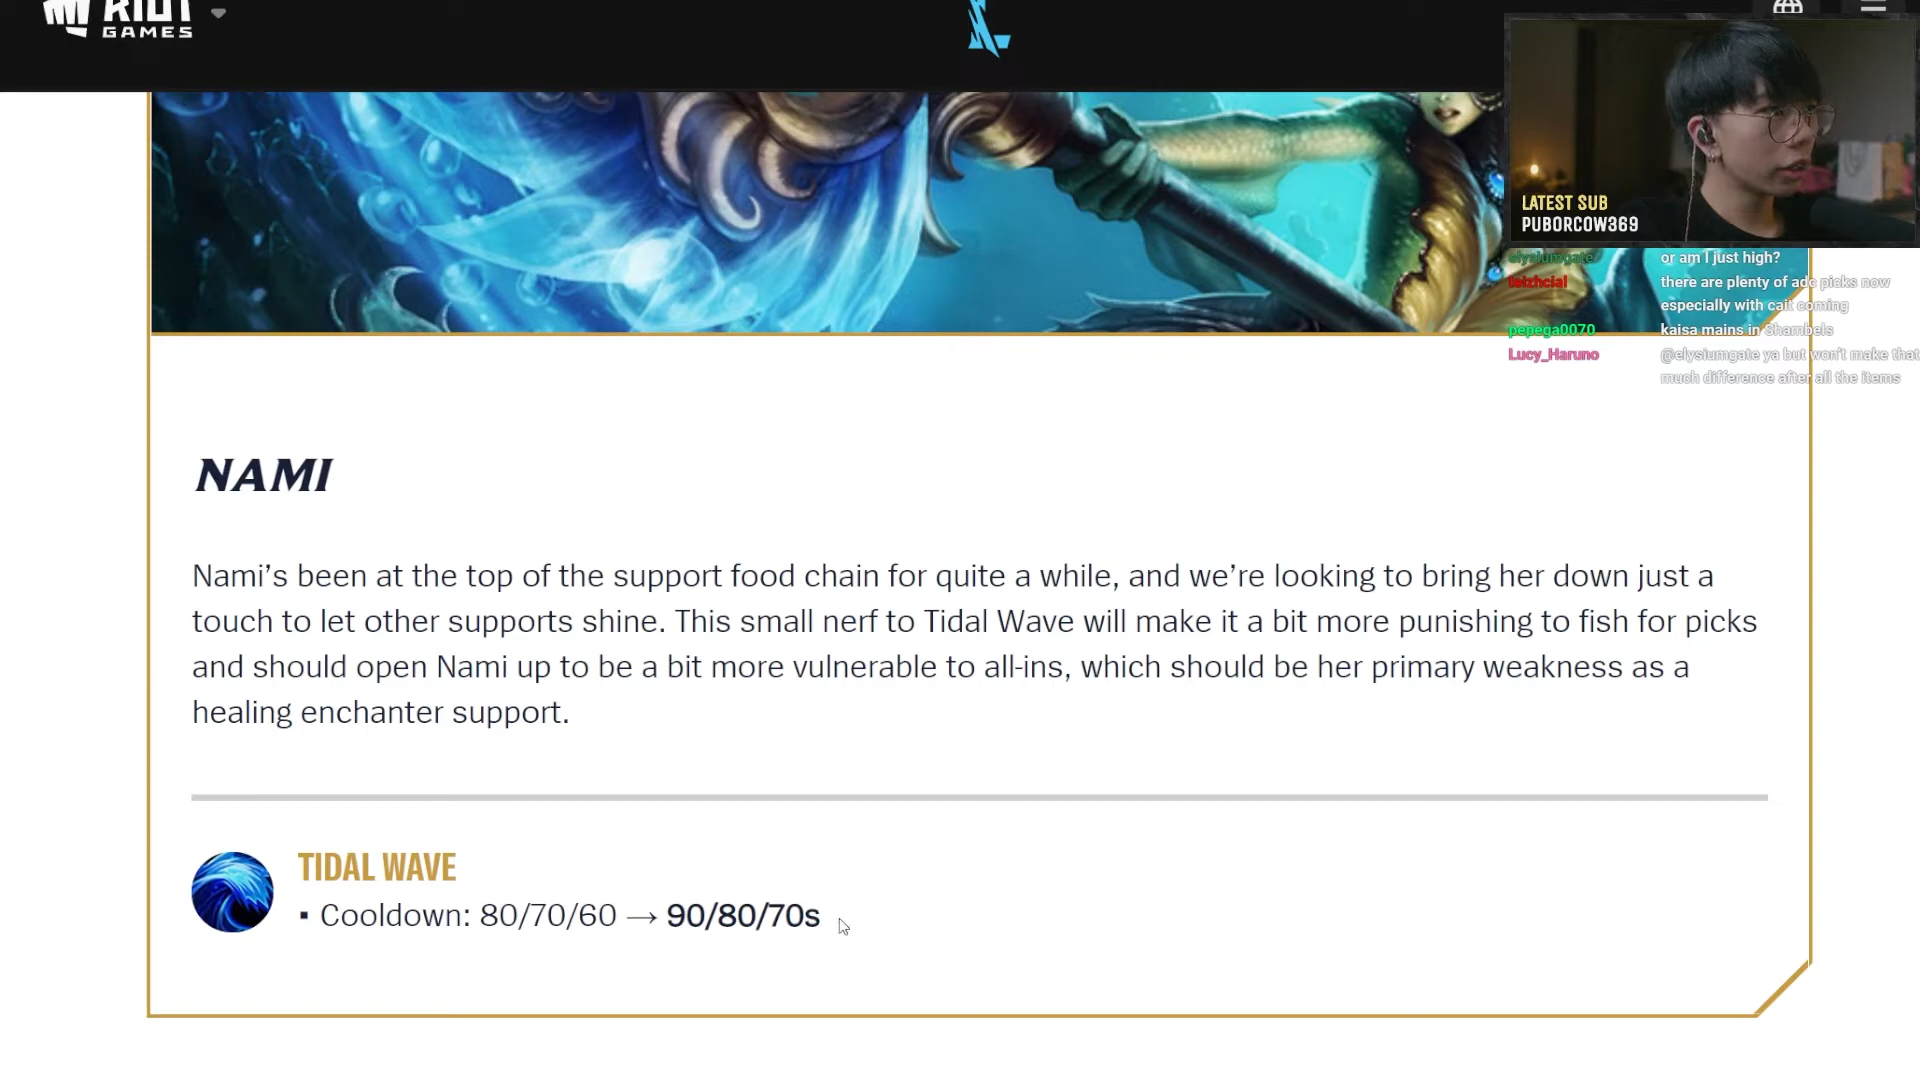 RIOT
GAMES
LATEST SUB
PUBORCOW369
elysiumgate or am I just high?
teizhcial there are plenty of adc picks now
especially with cait coming
pepega0070 kaisa mains in Shambels
Lucy_Haruno @elysiumgate ya but won't make that
much difference after all the items
NAMI
Nami's been at the top of the support food chain for quite a while, and we're looking to bring her down just a
touch to let other supports shine. This small nerf to Tidal Wave will make it a bit more punishing to fish for picks
and should open Nami up to be a bit more vulnerable to all-ins, which should be her primary weakness as a
healing enchanter support.
TIDAL WAVE
▪ Cooldown: 80/70/60 → 90/80/70s